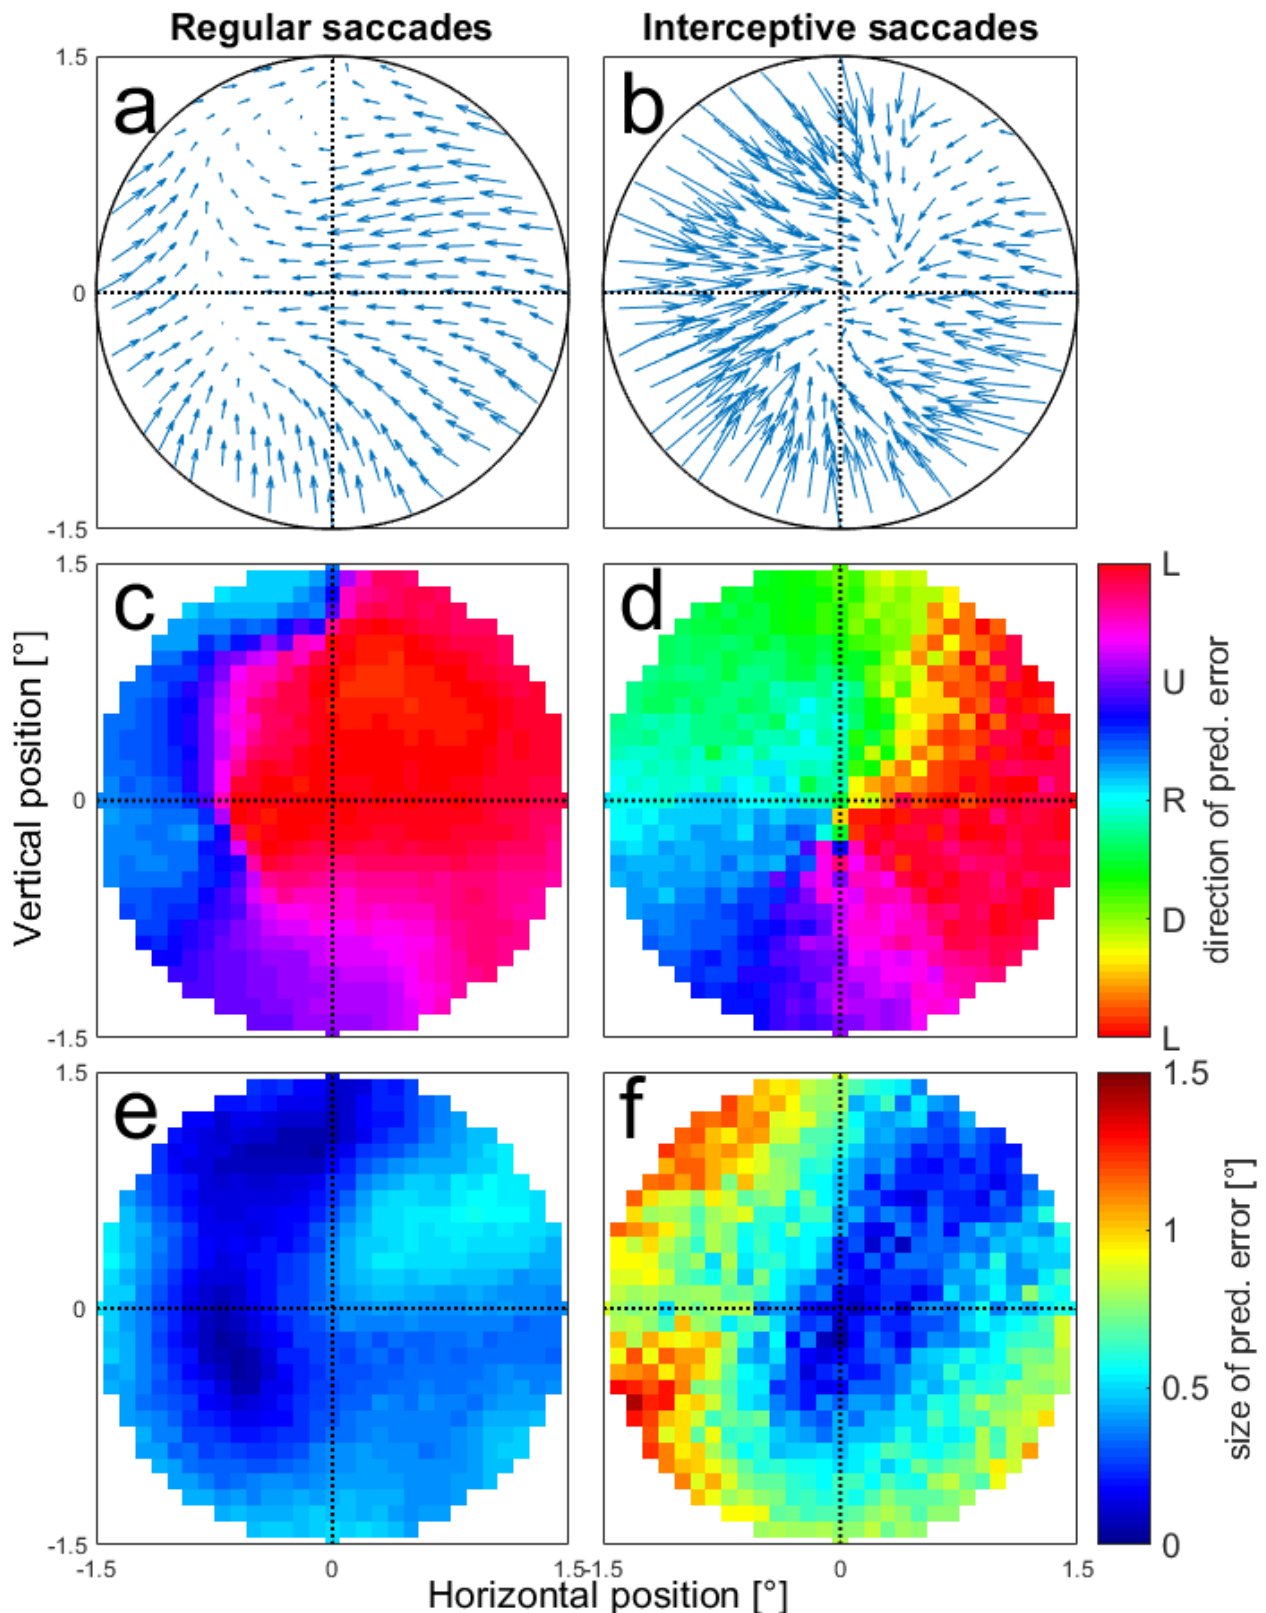 Regular saccades
Interceptive saccades
1.5
a
b
0
-1.5
1.5
c
d
L
U
R
D
L
direction of pred. error
0
Vertical position [°]
-1.5
1.5
e
f
1.5
1
0.5
0
size of pred. error [°]
0
-1.5
-1.5
0
1.5
-1.5
0
1.5
Horizontal position [°]